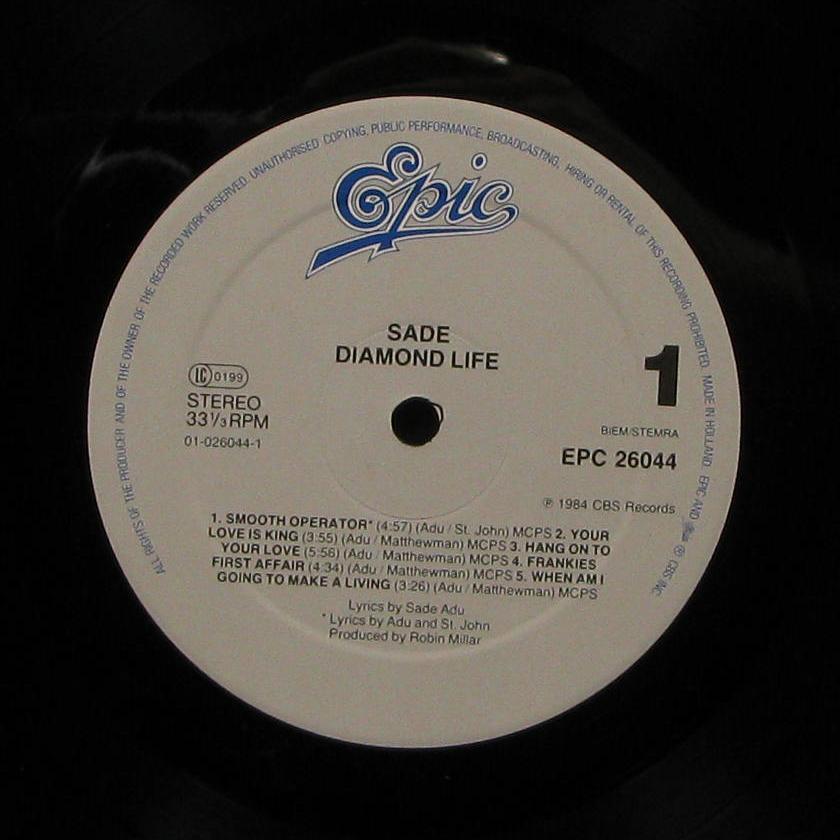 ALL RIGHTS OF THE PRODUCER AND OF THE OWNER OF THE RECORDED WORK RESERVED. UNAUTHORISED COPYING, PUBLIC PERFORMANCE, BROADCASTING, HIRING OR RENTAL OF THIS RECORDING PROHIBITED. MADE IN HOLLAND. EPIC AND ® CBS INC.
Epic
SADE
DIAMOND LIFE
LC 0199
STEREO
33⅓ RPM
01-026044-1
1
BIEM/STEMRA
EPC 26044
℗ 1984 CBS Records
1. SMOOTH OPERATOR* (4:57) (Adu / St. John) MCPS 2. YOUR
LOVE IS KING (3:55) (Adu / Matthewman) MCPS 3. HANG ON TO
YOUR LOVE (5:56) (Adu / Matthewman) MCPS 4. FRANKIES
FIRST AFFAIR (4:34) (Adu / Matthewman) MCPS 5. WHEN AM I
GOING TO MAKE A LIVING (3:26) (Adu / Matthewman) MCPS
Lyrics by Sade Adu
* Lyrics by Adu and St. John
Produced by Robin Millar